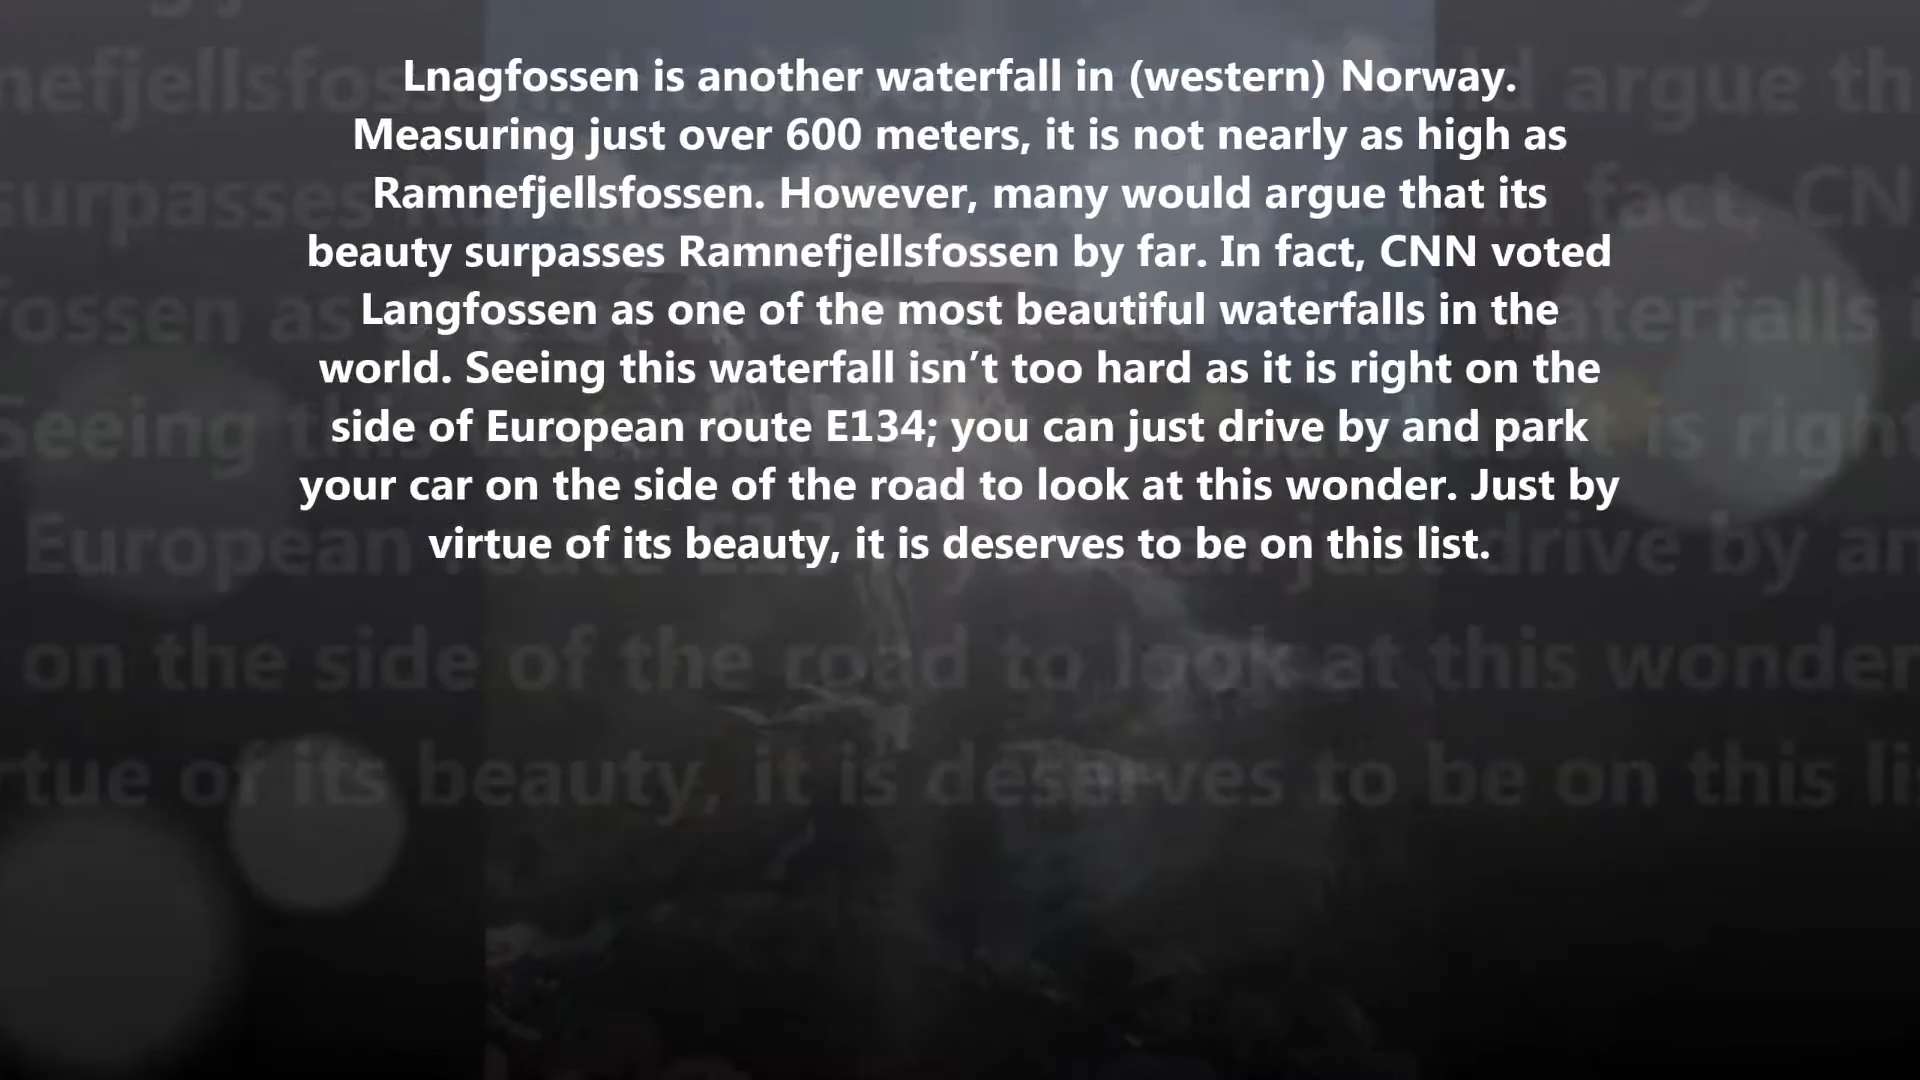 Lnagfossen is another waterfall in (western) Norway.
Measuring just over 600 meters, it is not nearly as high as
Ramnefjellsfossen. However, many would argue that its
beauty surpasses Ramnefjellsfossen by far. In fact, CNN voted
Langfossen as one of the most beautiful waterfalls in the
world. Seeing this waterfall isn’t too hard as it is right on the
side of European route E134; you can just drive by and park
your car on the side of the road to look at this wonder. Just by
virtue of its beauty, it is deserves to be on this list.